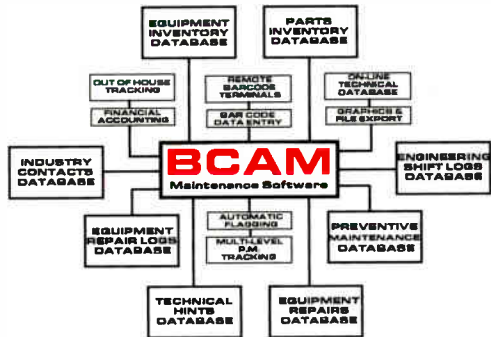 EQUIPMENT
INVENTORY
DATABASE
PARTS
INVENTORY
DATABASE
OUT OF HOUSE
TRACKING
FINANCIAL
ACCOUNTING
REMOTE
BARCODE
TERMINALS
BAR CODE
DATA ENTRY
ON-LINE
TECHNICAL
DATABASE
GRAPHICS &
FILE EXPORT
INDUSTRY
CONTACTS
DATABASE
BCAM
Maintenance Software
ENGINEERING
SHIFT LOGS
DATABASE
EQUIPMENT
REPAIR LOGS
DATABASE
AUTOMATIC
FLAGGING
MULTI-LEVEL
P.M.
TRACKING
PREVENTIVE
MAINTENANCE
DATABASE
TECHNICAL
HINTS
DATABASE
EQUIPMENT
REPAIRS
DATABASE